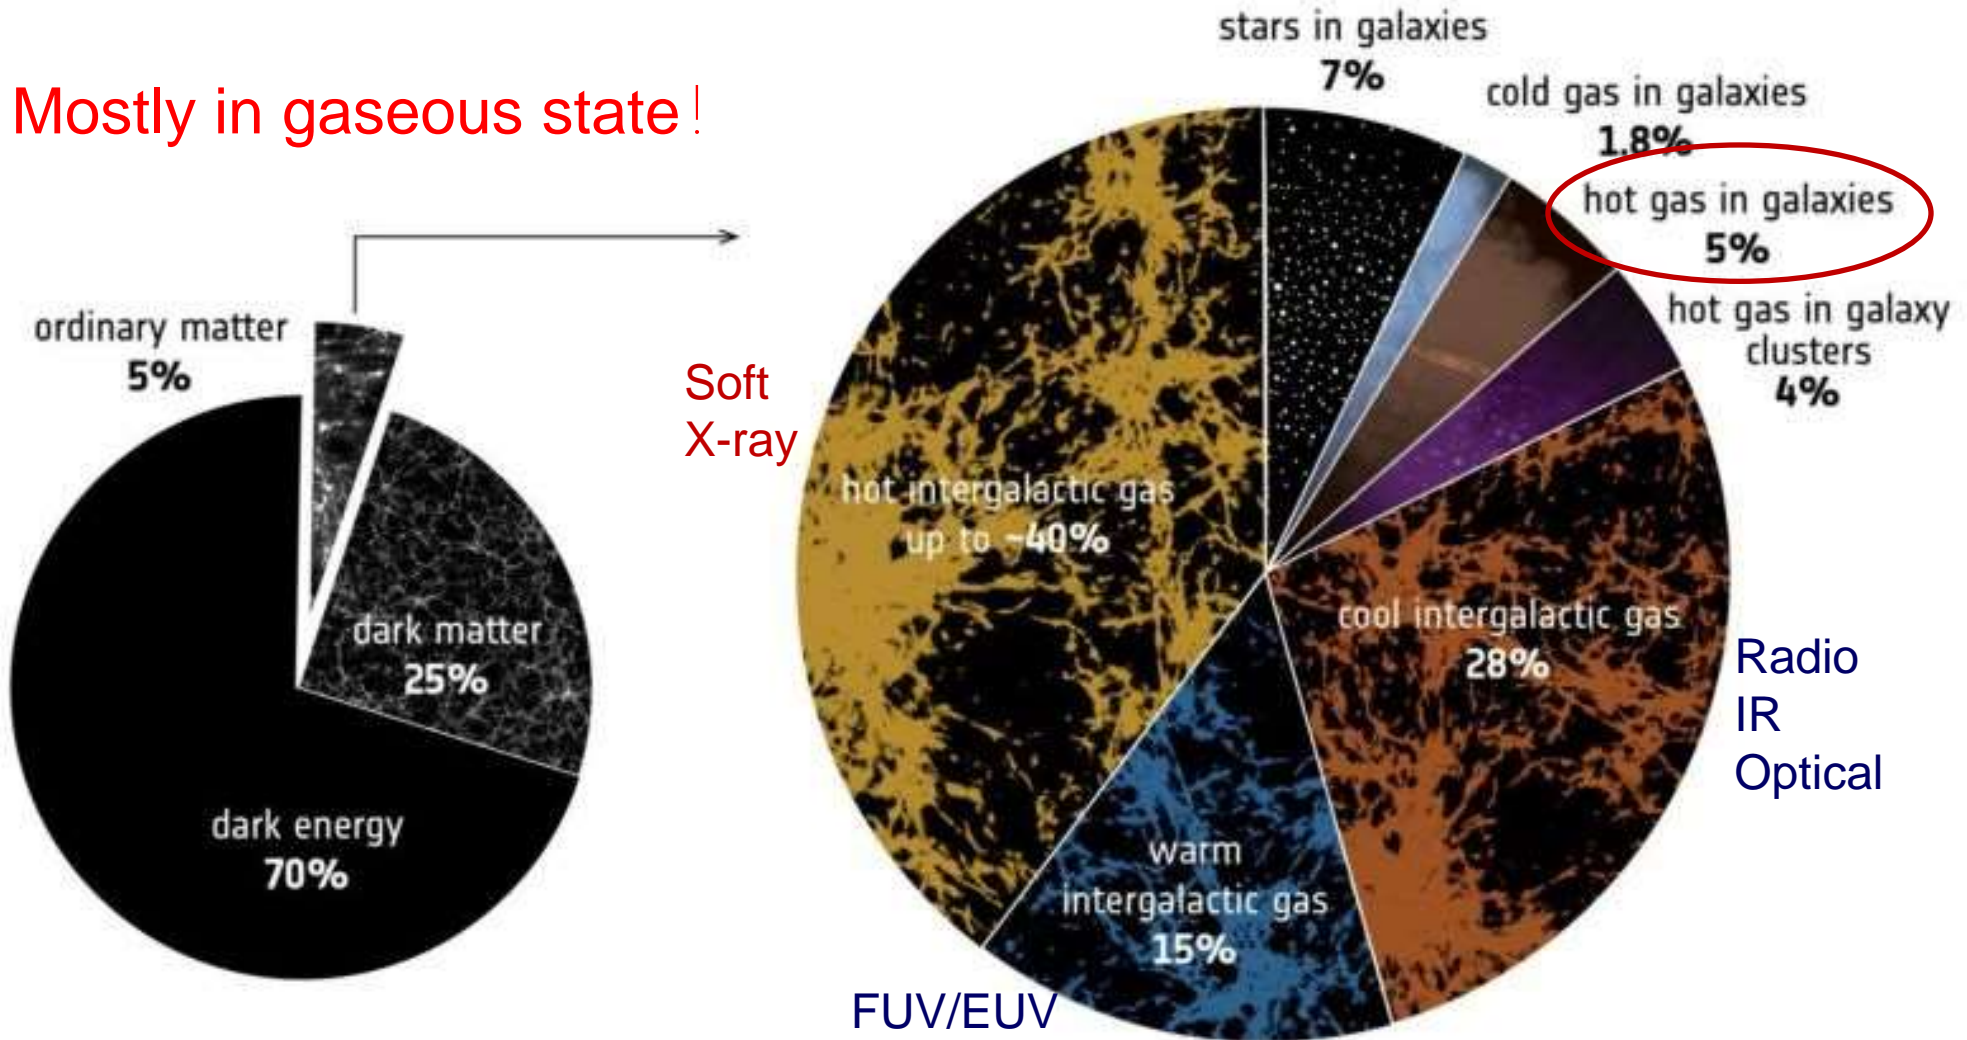 Mostly in gaseous state !
ordinary matter
5%
dark matter
25%
dark energy
70%
stars in galaxies
7%
cold gas in galaxies
1.8%
hot gas in galaxies
5%
hot gas in galaxy
clusters
4%
Soft
X-ray
hot intergalactic gas
up to ~40%
cool intergalactic gas
28%
Radio
IR
Optical
warm
intergalactic gas
15%
FUV/EUV